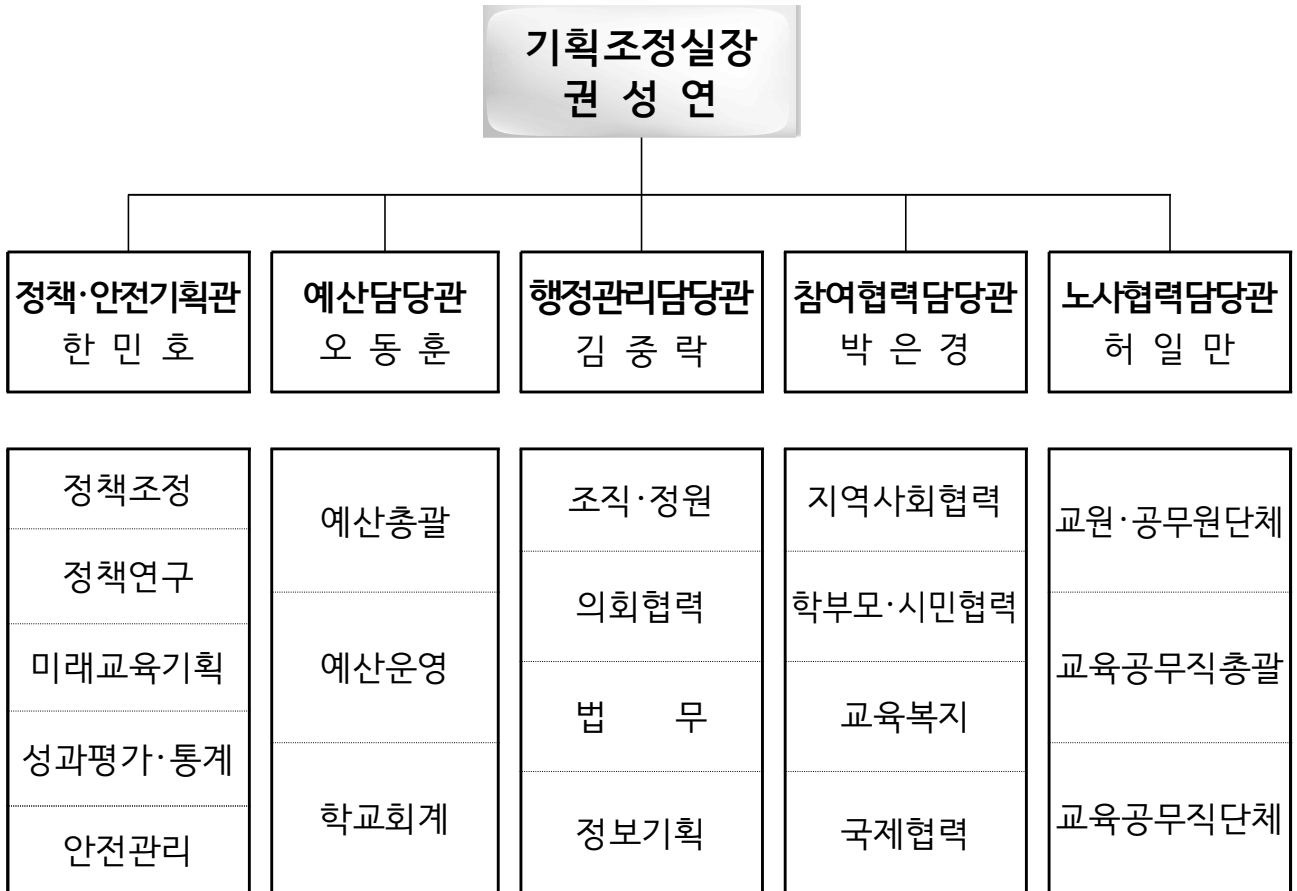 기획조정실장
권 성 연
정책·안전기획관
한 민 호
예산담당관
오 동 훈
행정관리담당관
김 중 락
참여협력담당관
박 은 경
노사협력담당관
허 일 만
정책조정
정책연구
미래교육기획
성과평가·통계
안전관리
예산총괄
예산운영
학교회계
조직·정원
의회협력
법 무
정보기획
지역사회협력
학부모·시민협력
교육복지
국제협력
교원·공무원단체
교육공무직총괄
교육공무직단체